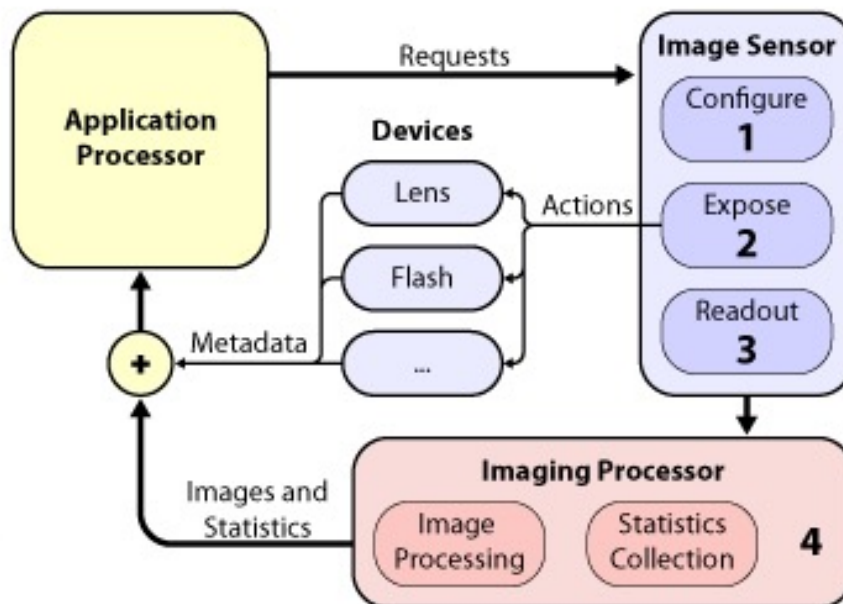 Application
Processor
Requests
Image Sensor
Configure
1
Expose
2
Readout
3
Devices
Lens
Flash
...
Actions
Metadata
+
Images and
Statistics
Imaging Processor
Image
Processing
Statistics
Collection
4